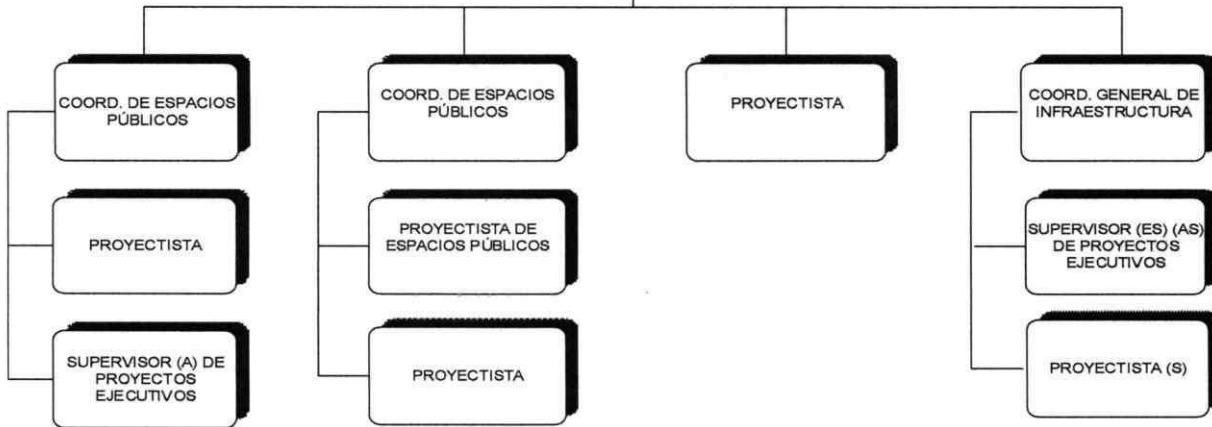 COORD. DE ESPACIOS
PÚBLICOS
PROYECTISTA
SUPERVISOR (A) DE
PROYECTOS
EJECUTIVOS
COORD. DE ESPACIOS
PÚBLICOS
PROYECTISTA DE
ESPACIOS PÚBLICOS
PROYECTISTA
PROYECTISTA
COORD. GENERAL DE
INFRAESTRUCTURA
SUPERVISOR (ES) (AS)
DE PROYECTOS
EJECUTIVOS
PROYECTISTA (S)